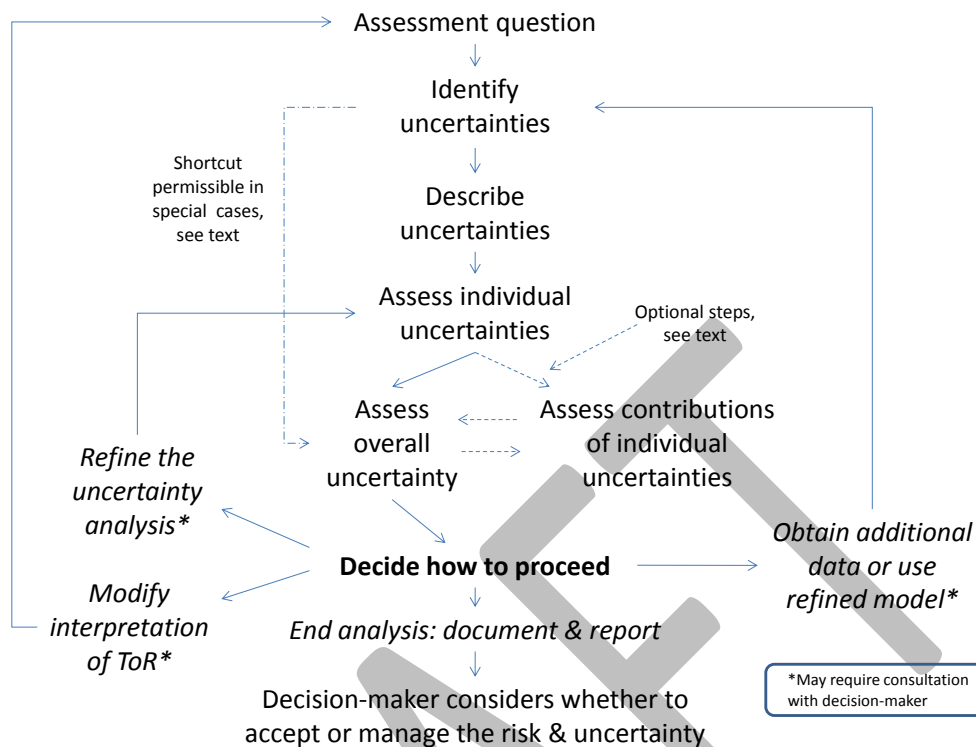 Assessment question
Identify
uncertainties
Shortcut
permissible in
special cases,
see text
Describe
uncertainties
Assess individual
uncertainties
Optional steps,
see text
Assess
overall
uncertainty
Assess contributions
of individual
uncertainties
Refine the
uncertainty
analysis*
Obtain additional
data or use
refined model*
Decide how to proceed
Modify
interpretation
of ToR*
End analysis: document & report
*May require consultation
with decision-maker
Decision-maker considers whether to
accept or manage the risk & uncertainty